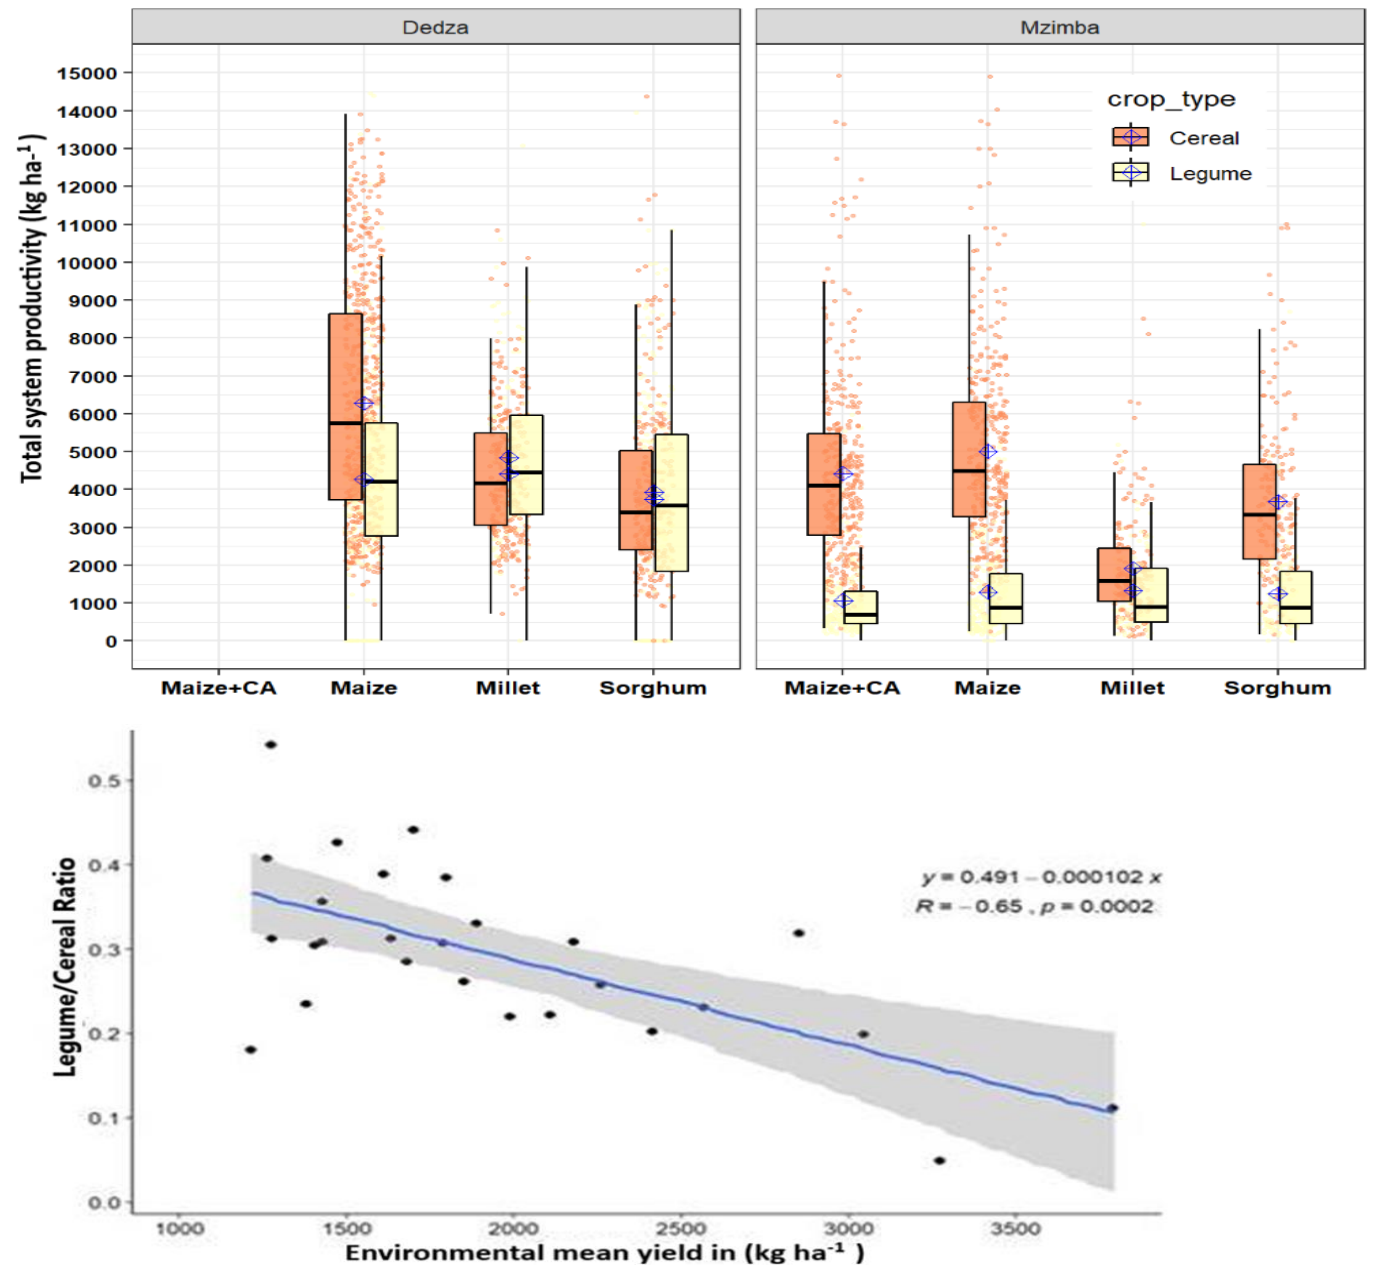 Dedza
Mzimba
Total system productivity (kg ha-1 )
15000
14000
13000
12000
11000
10000
9000
8000
7000
6000
5000
4000
3000
2000
1000
0
crop_type
Cereal
Legume
Maize+CA Maize Millet Sorghum
Maize+CA Maize Millet Sorghum
Legume/Cereal Ratio
0.5
0.4
0.3
0.2
0.1
0.0
y = 0.491 – 0.000102 x
R = –0.65 , p = 0.0002
1000 1500 2000 2500 3000 3500
Environmental mean yield in (kg ha-1 )